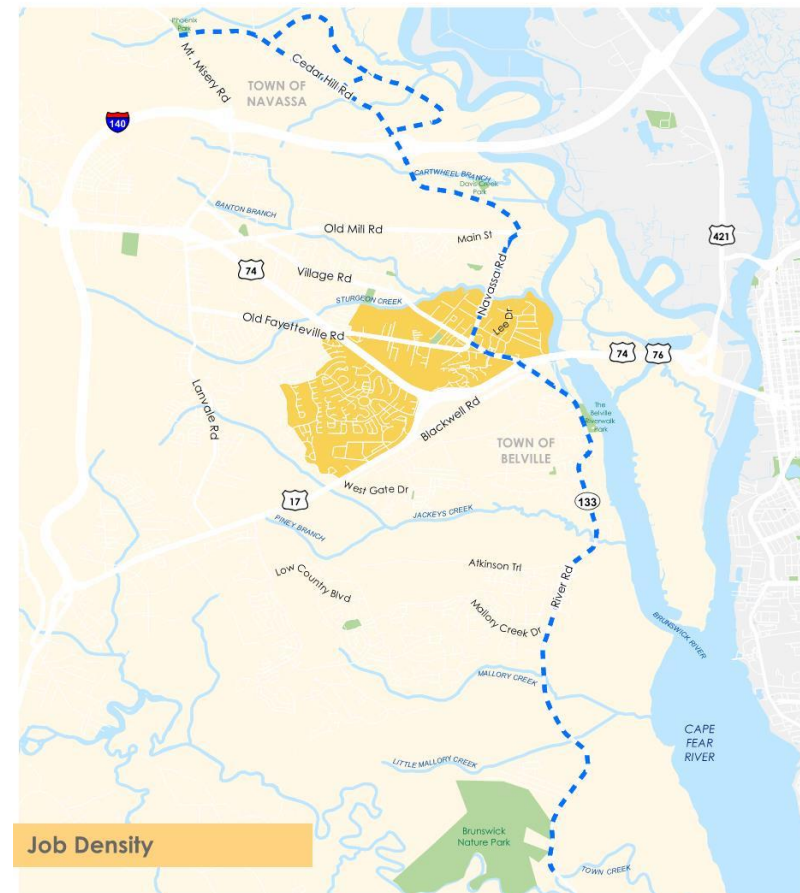 Phoenix
Park
Mt. Misery Rd
Cedar Hill Rd
TOWN OF
NAVASSA
140
CARTWHEEL BRANCH
Davis Creek
Park
BANTON BRANCH
Old Mill Rd
Main St
421
74
Village Rd
Navassa Rd
STURGEON CREEK
Lee Dr
Old Fayetteville Rd
74
76
Lanvale Rd
Blackwell Rd
The
Belville
Riverwalk
Park
TOWN OF
BELVILLE
17
West Gate Dr
133
JACKEYS CREEK
PINEY BRANCH
Atkinson Trl
Low Country Blvd
River Rd
Mallory Creek Dr
BRUNSWICK RIVER
MALLORY CREEK
CAPE
FEAR
RIVER
LITTLE MALLORY CREEK
Brunswick
Nature Park
Job Density
TOWN CREEK